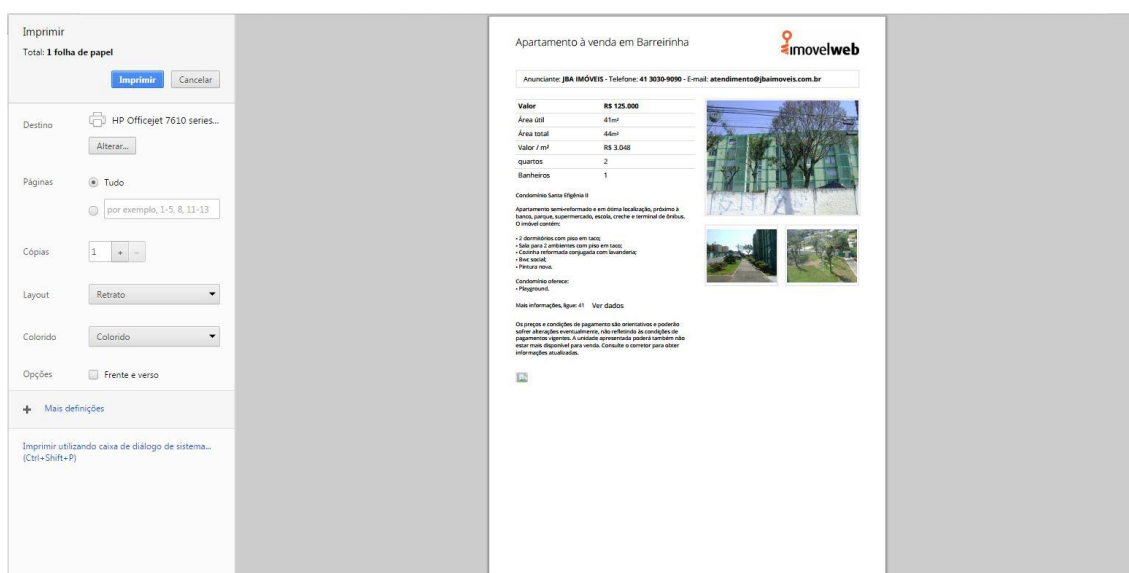 Imprimir
Total: 1 folha de papel
Imprimir
Cancelar
Destino
HP Officejet 7610 series...
Alterar...
Páginas
Tudo
por exemplo, 1-5, 8, 11-13
Cópias
1
+
-
Layout
Retrato
Colorido
Colorido
Opções
Frente e verso
+ Mais definições
Imprimir utilizando caixa de diálogo de sistema...
(Ctrl+Shift+P)
Apartamento à venda em Barreirinha
imovelweb
Anunciante: JBA IMÓVEIS - Telefone: 41 3030-9090 - E-mail: atendimento@jbaimoveis.com.br
Valor R$ 125.000
Área útil 41m²
Área total 44m²
Valor / m² R$ 3.048
quartos 2
Banheiros 1
Condomínio Santa Efigênia II
Apartamento semi-reformado e em ótima localização, próximo à
banco, parque, supermercado, escola, creche e terminal de ônibus.
O imóvel contém:
• 2 dormitórios com piso em taco;
• Sala para 2 ambientes com piso em taco;
• Cozinha reformada conjugada com lavanderia;
• Bwc social;
• Pintura nova.
Condomínio oferece:
• Playground.
Mais informações, ligue: 41 Ver dados
Os preços e condições de pagamento são orientativos e poderão
sofrer alterações eventualmente, não refletindo às condições de
pagamentos vigentes. A unidade apresentada poderá também não
estar mais disponível para venda. Consulte o corretor para obter
informações atualizadas.